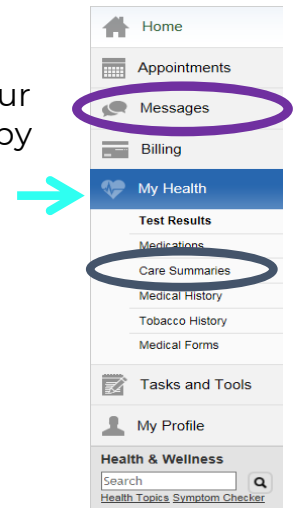 Home
Appointments
ur
Messages
by
Billing
My Health
Test Results
Medications
Care Summaries
Medical History
Tobacco History
Medical Forms
Tasks and Tools
My Profile
Health & Wellness
Search
Health Topics Symptom Checker